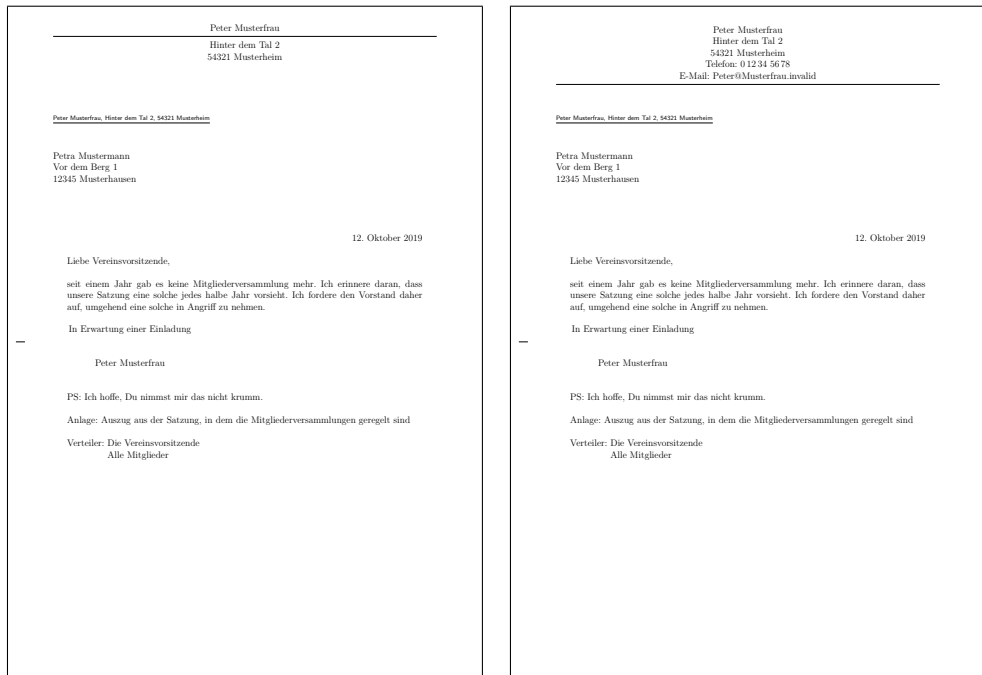 Peter Musterfrau
Hinter dem Tal 2
54321 Musterheim
Peter Musterfrau, Hinter dem Tal 2, 54321 Musterheim
Petra Mustermann
Vor dem Berg 1
12345 Musterhausen
12. Oktober 2019
Liebe Vereinsvorsitzende,
seit einem Jahr gab es keine Mitgliederversammlung mehr. Ich erinnere daran, dass
unsere Satzung eine solche jedes halbe Jahr vorsieht. Ich fordere den Vorstand daher
auf, umgehend eine solche in Angriff zu nehmen.
In Erwartung einer Einladung
Peter Musterfrau
PS: Ich hoffe, Du nimmst mir das nicht krumm.
Anlage: Auszug aus der Satzung, in dem die Mitgliederversammlungen geregelt sind
Verteiler: Die Vereinsvorsitzende
Alle Mitglieder
Peter Musterfrau
Hinter dem Tal 2
54321 Musterheim
Telefon: 0 12 34 56 78
E-Mail: Peter@Musterfrau.invalid
Peter Musterfrau, Hinter dem Tal 2, 54321 Musterheim
Petra Mustermann
Vor dem Berg 1
12345 Musterhausen
12. Oktober 2019
Liebe Vereinsvorsitzende,
seit einem Jahr gab es keine Mitgliederversammlung mehr. Ich erinnere daran, dass
unsere Satzung eine solche jedes halbe Jahr vorsieht. Ich fordere den Vorstand daher
auf, umgehend eine solche in Angriff zu nehmen.
In Erwartung einer Einladung
Peter Musterfrau
PS: Ich hoffe, Du nimmst mir das nicht krumm.
Anlage: Auszug aus der Satzung, in dem die Mitgliederversammlungen geregelt sind
Verteiler: Die Vereinsvorsitzende
Alle Mitglieder